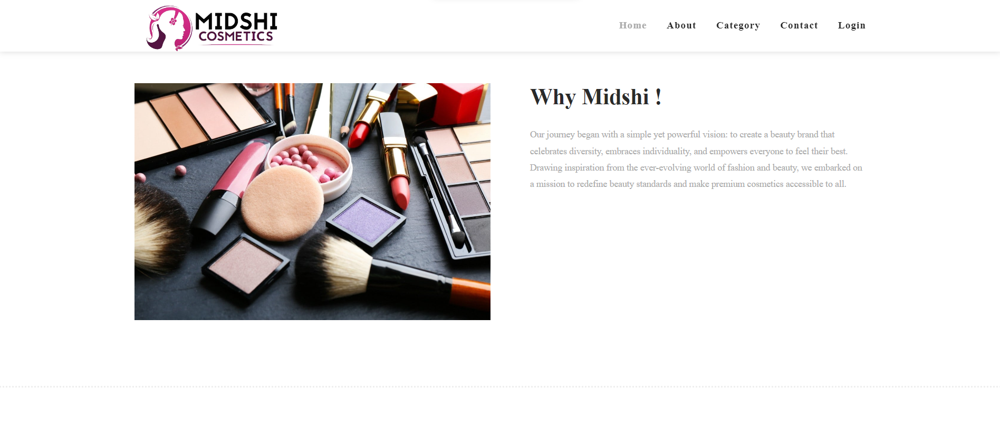 MIDSHI
COSMETICS
Home About Category Contact Login
Why Midshi !
Our journey began with a simple yet powerful vision: to create a beauty brand that
celebrates diversity, embraces individuality, and empowers everyone to feel their best.
Drawing inspiration from the ever-evolving world of fashion and beauty, we embarked on
a mission to redefine beauty standards and make premium cosmetics accessible to all.